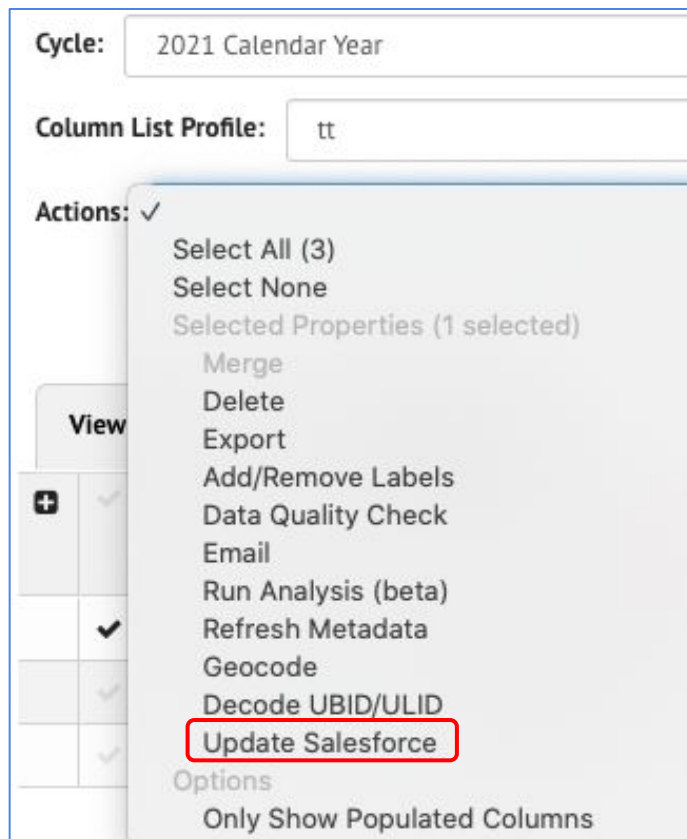 Cycle: 2021 Calendar Year
Column List Profile: tt
Actions:
Select All (3)
Select None
Selected Properties (1 selected)
Merge
Delete
Export
Add/Remove Labels
Data Quality Check
Email
Run Analysis (beta)
Refresh Metadata
Geocode
Decode UBID/ULID
Update Salesforce
Options
Only Show Populated Columns
View